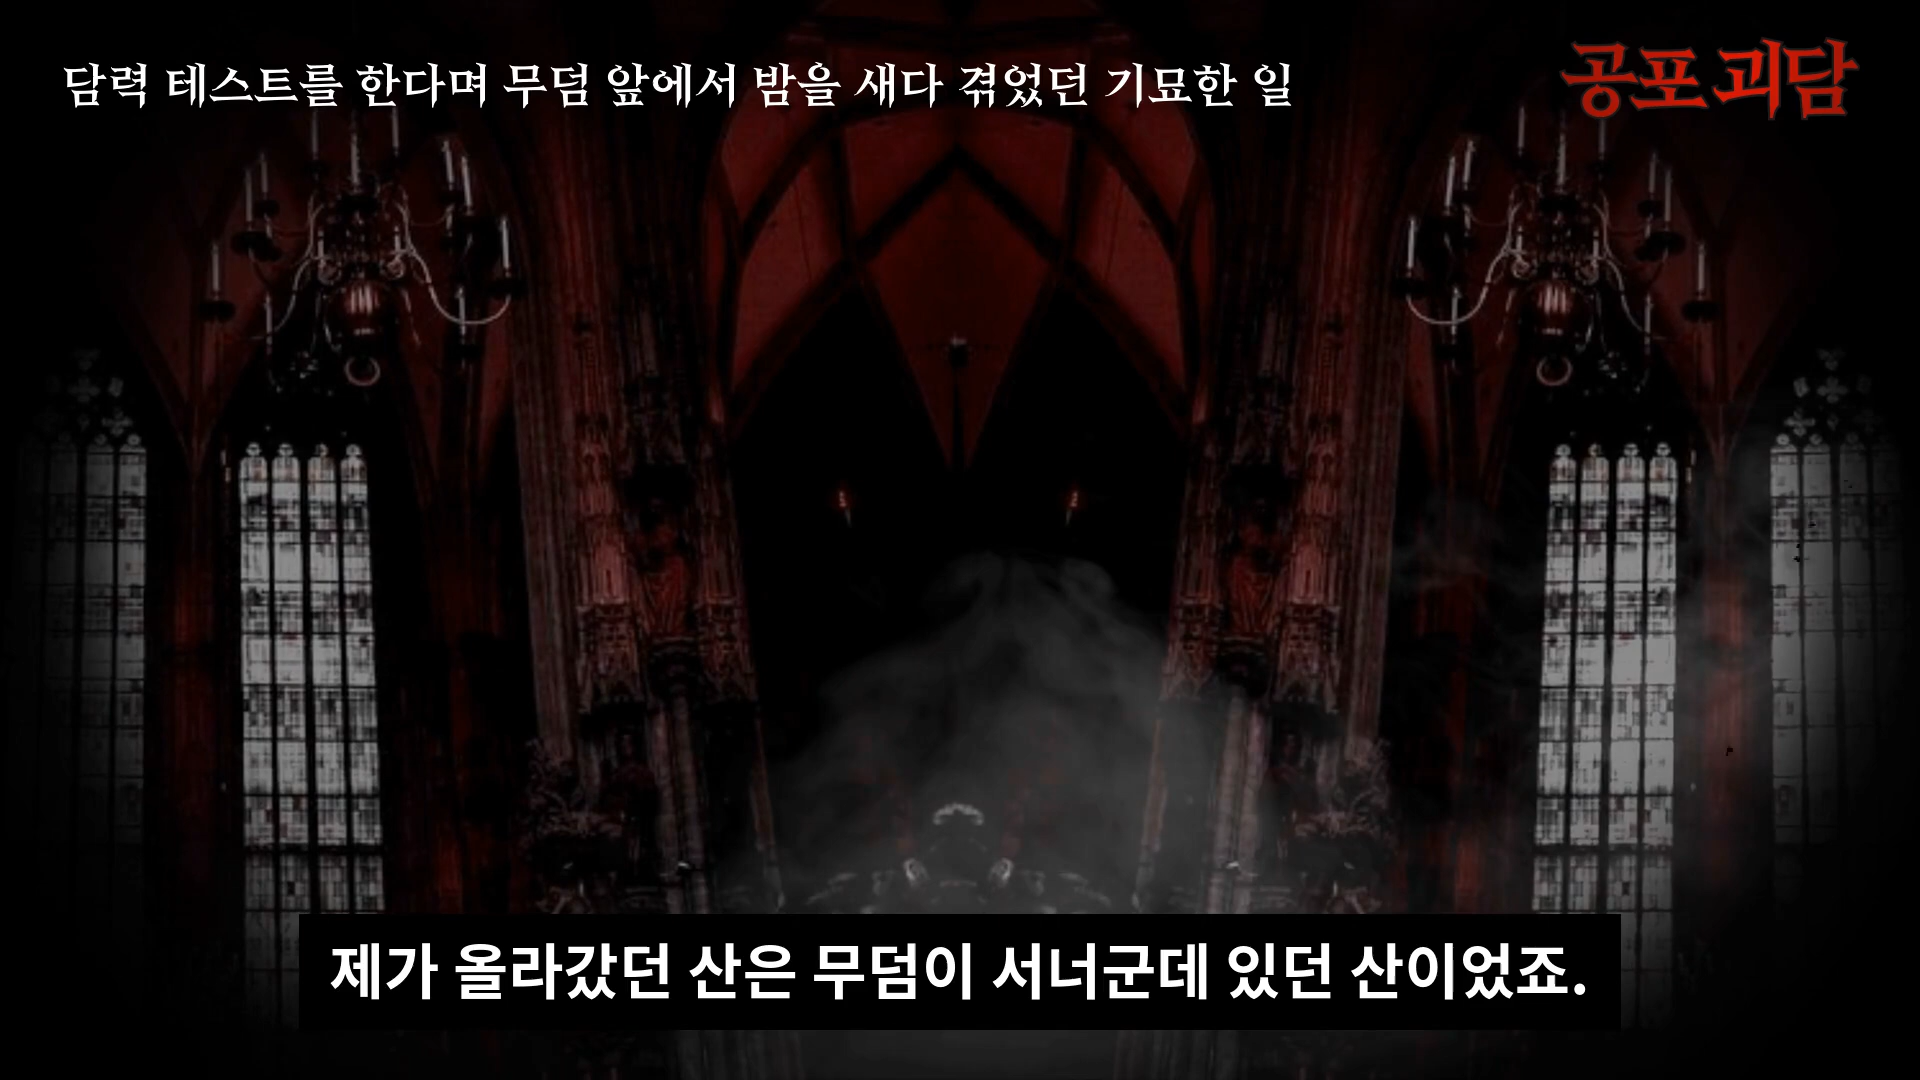 담력 테스트를 한다며 무덤 앞에서 밤을 새다 겪었던 기묘한 일
공포 괴담
제가 올라갔던 산은 무덤이 서너군데 있던 산이었죠.